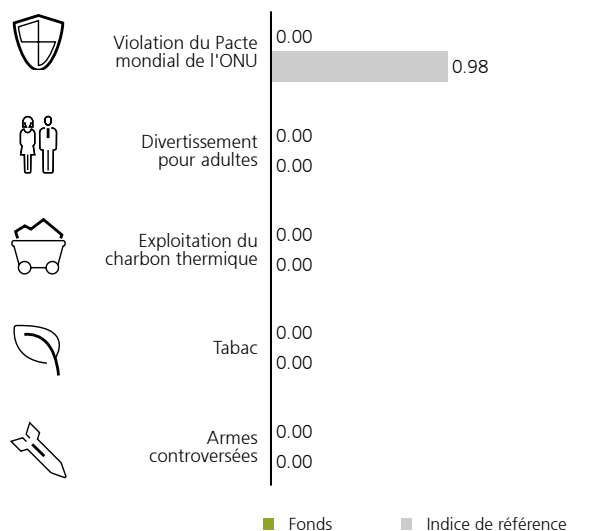 Violation du Pacte
mondial de l'ONU
0.00
0.98
Divertissement
pour adultes
0.00
0.00
Exploitation du
charbon thermique
0.00
0.00
Tabac
0.00
0.00
Armes
controversées
0.00
0.00
Fonds
Indice de référence